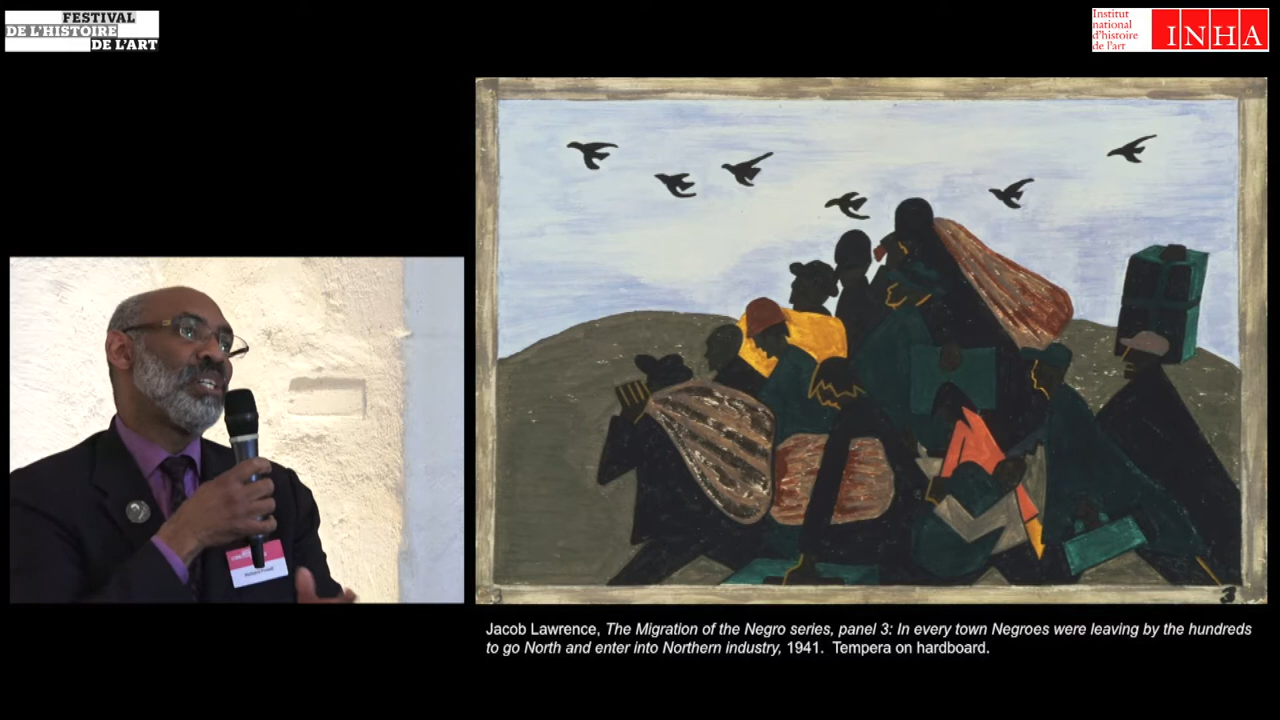 FESTIVAL
DE L'HISTOIRE
DE L'ART
Institut
national
d'histoire
de l'art
INHA
3
3
Jacob Lawrence, The Migration of the Negro series, panel 3: In every town Negroes were leaving by the hundreds
to go North and enter into Northern industry, 1941. Tempera on hardboard.